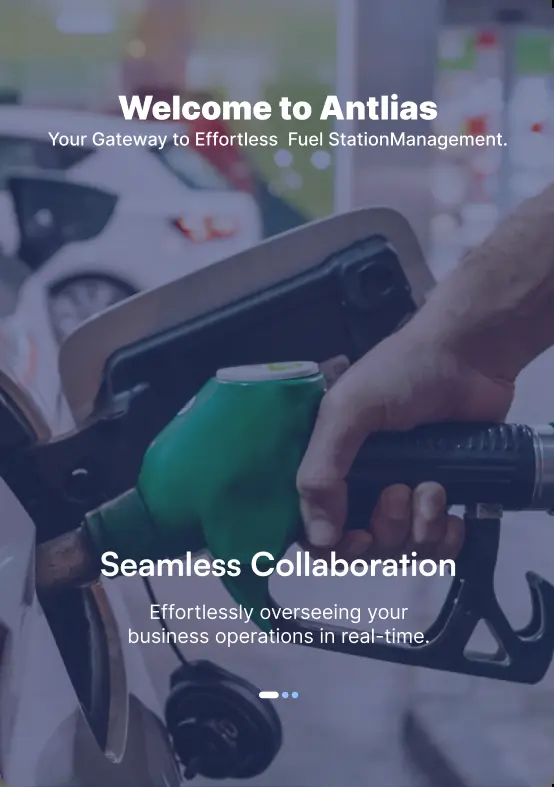 Welcome to Antlias
Your Gateway to Effortless  Fuel StationManagement.
Seamless Collaboration
Effortlessly overseeing your
business operations in real-time.